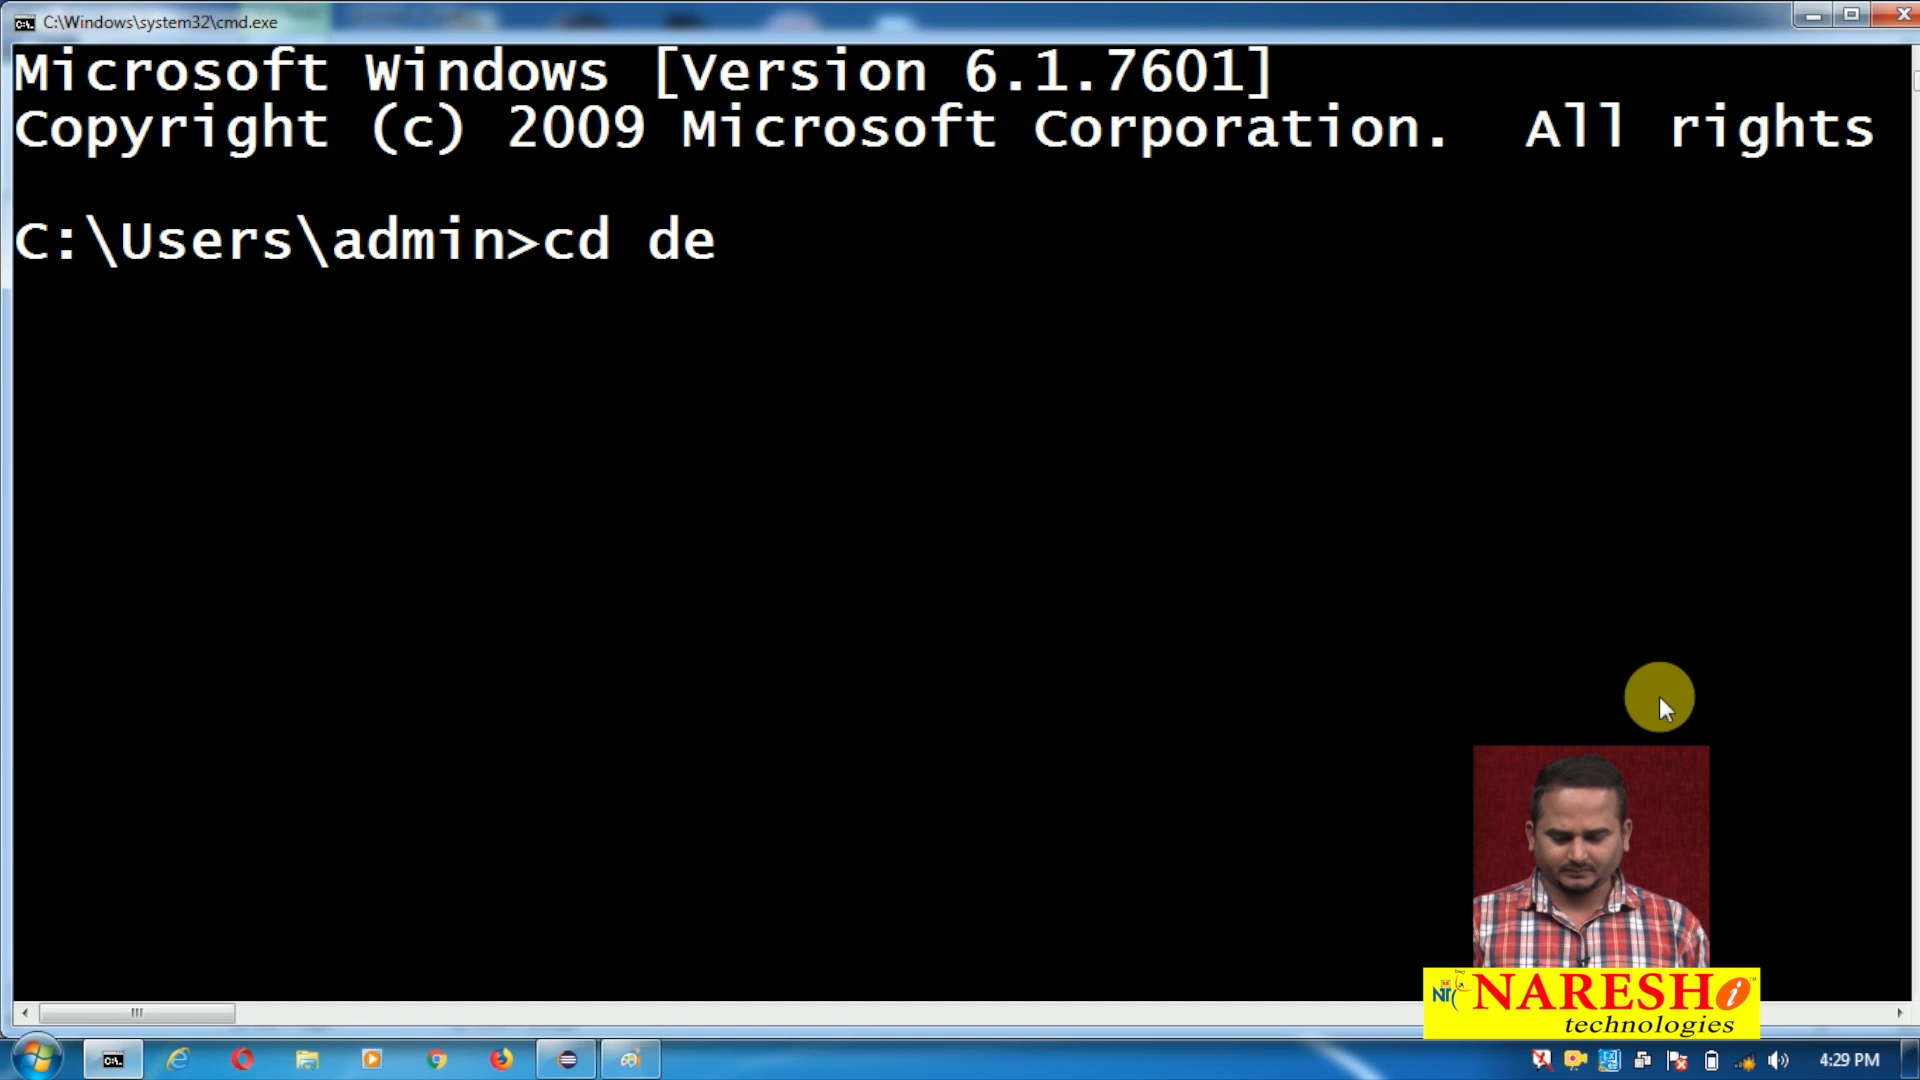 C:\Windows\system32\cmd.exe
Microsoft Windows [Version 6.1.7601]
Copyright (c) 2009 Microsoft Corporation.  All rights
C:\Users\admin>cd de
NARESH i
technologies
4:29 PM